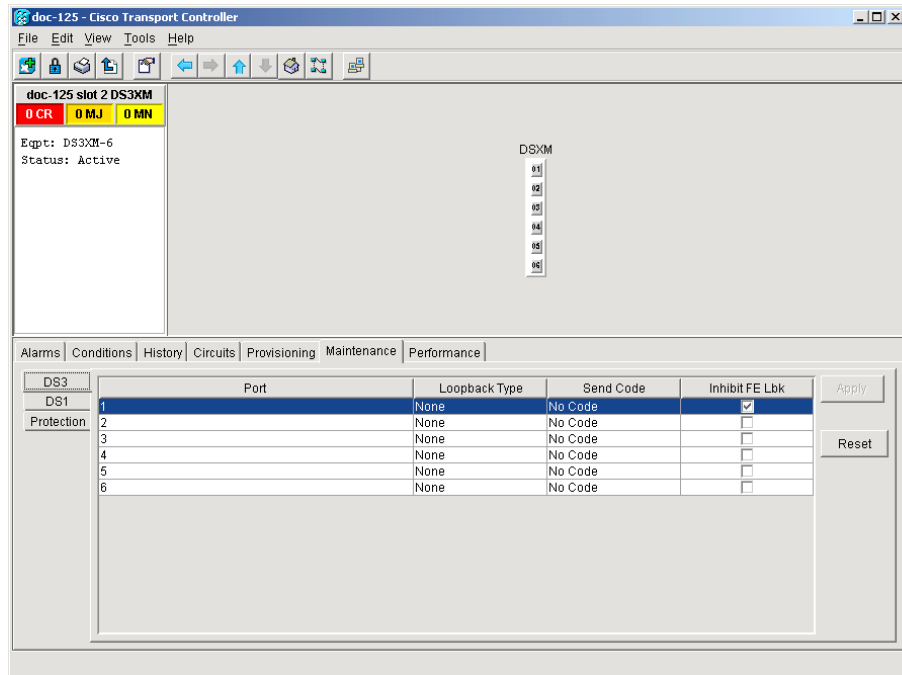 doc-125 - Cisco Transport Controller
File Edit View Tools Help
doc-125 slot 2 DS3XM
0 CR 0 MJ 0 MN
Eqpt: DS3XM-6
Status: Active
DSXM
01
02
03
04
05
06
Alarms Conditions History Circuits Provisioning Maintenance Performance
DS3
DS1
Protection
Port Loopback Type Send Code Inhibit FE Lbk
1 None No Code
2 None No Code
3 None No Code
4 None No Code
5 None No Code
6 None No Code
Apply
Reset